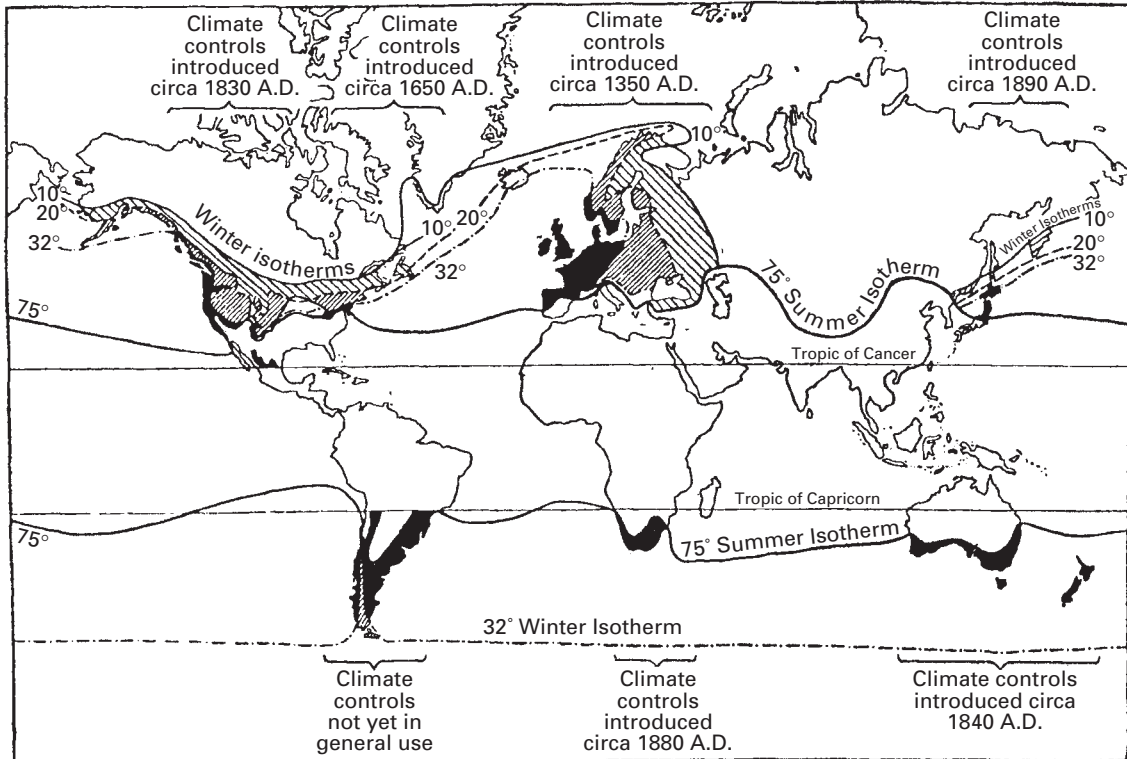 Climate
controls
introduced
circa 1830 A.D.
Climate
controls
introduced
circa 1650 A.D.
Climate
controls
introduced
circa 1350 A.D.
Climate
controls
introduced
circa 1890 A.D.
10°
10°
20°
32°
Winter isotherms
10°
20°
32°
75°
75° Summer Isotherm
Winter Isotherms
10°
20°
32°
Tropic of Cancer
Tropic of Capricorn
75°
75° Summer Isotherm
32° Winter Isotherm
Climate
controls
not yet in
general use
Climate
controls
introduced
circa 1880 A.D.
Climate controls
introduced circa
1840 A.D.